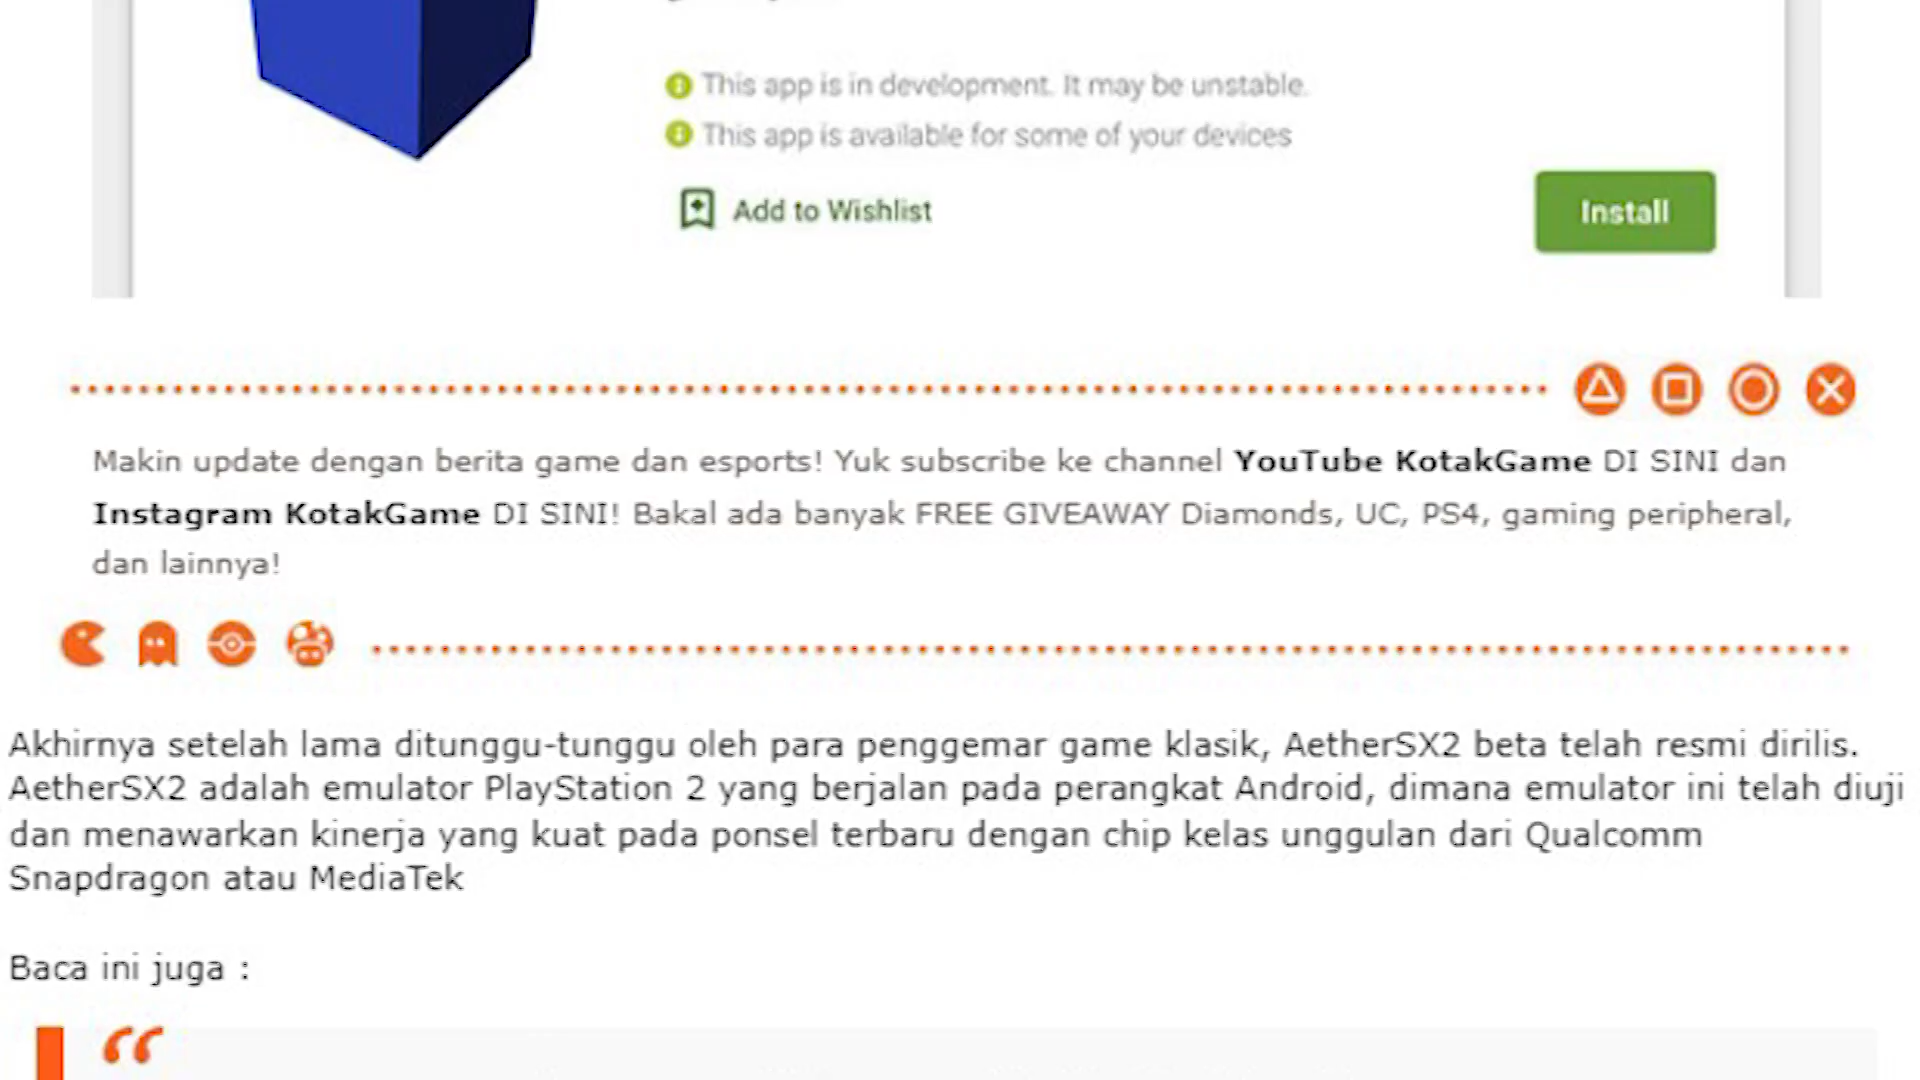 This app is in development. It may be unstable.
This app is available for some of your devices
Add to Wishlist
Install
Makin update dengan berita game dan esports! Yuk subscribe ke channel YouTube KotakGame DI SINI dan
Instagram KotakGame DI SINI! Bakal ada banyak FREE GIVEAWAY Diamonds, UC, PS4, gaming peripheral,
dan lainnya!
Akhirnya setelah lama ditunggu-tunggu oleh para penggemar game klasik, AetherSX2 beta telah resmi dirilis.
AetherSX2 adalah emulator PlayStation 2 yang berjalan pada perangkat Android, dimana emulator ini telah diuji
dan menawarkan kinerja yang kuat pada ponsel terbaru dengan chip kelas unggulan dari Qualcomm
Snapdragon atau MediaTek
Baca ini juga :
“